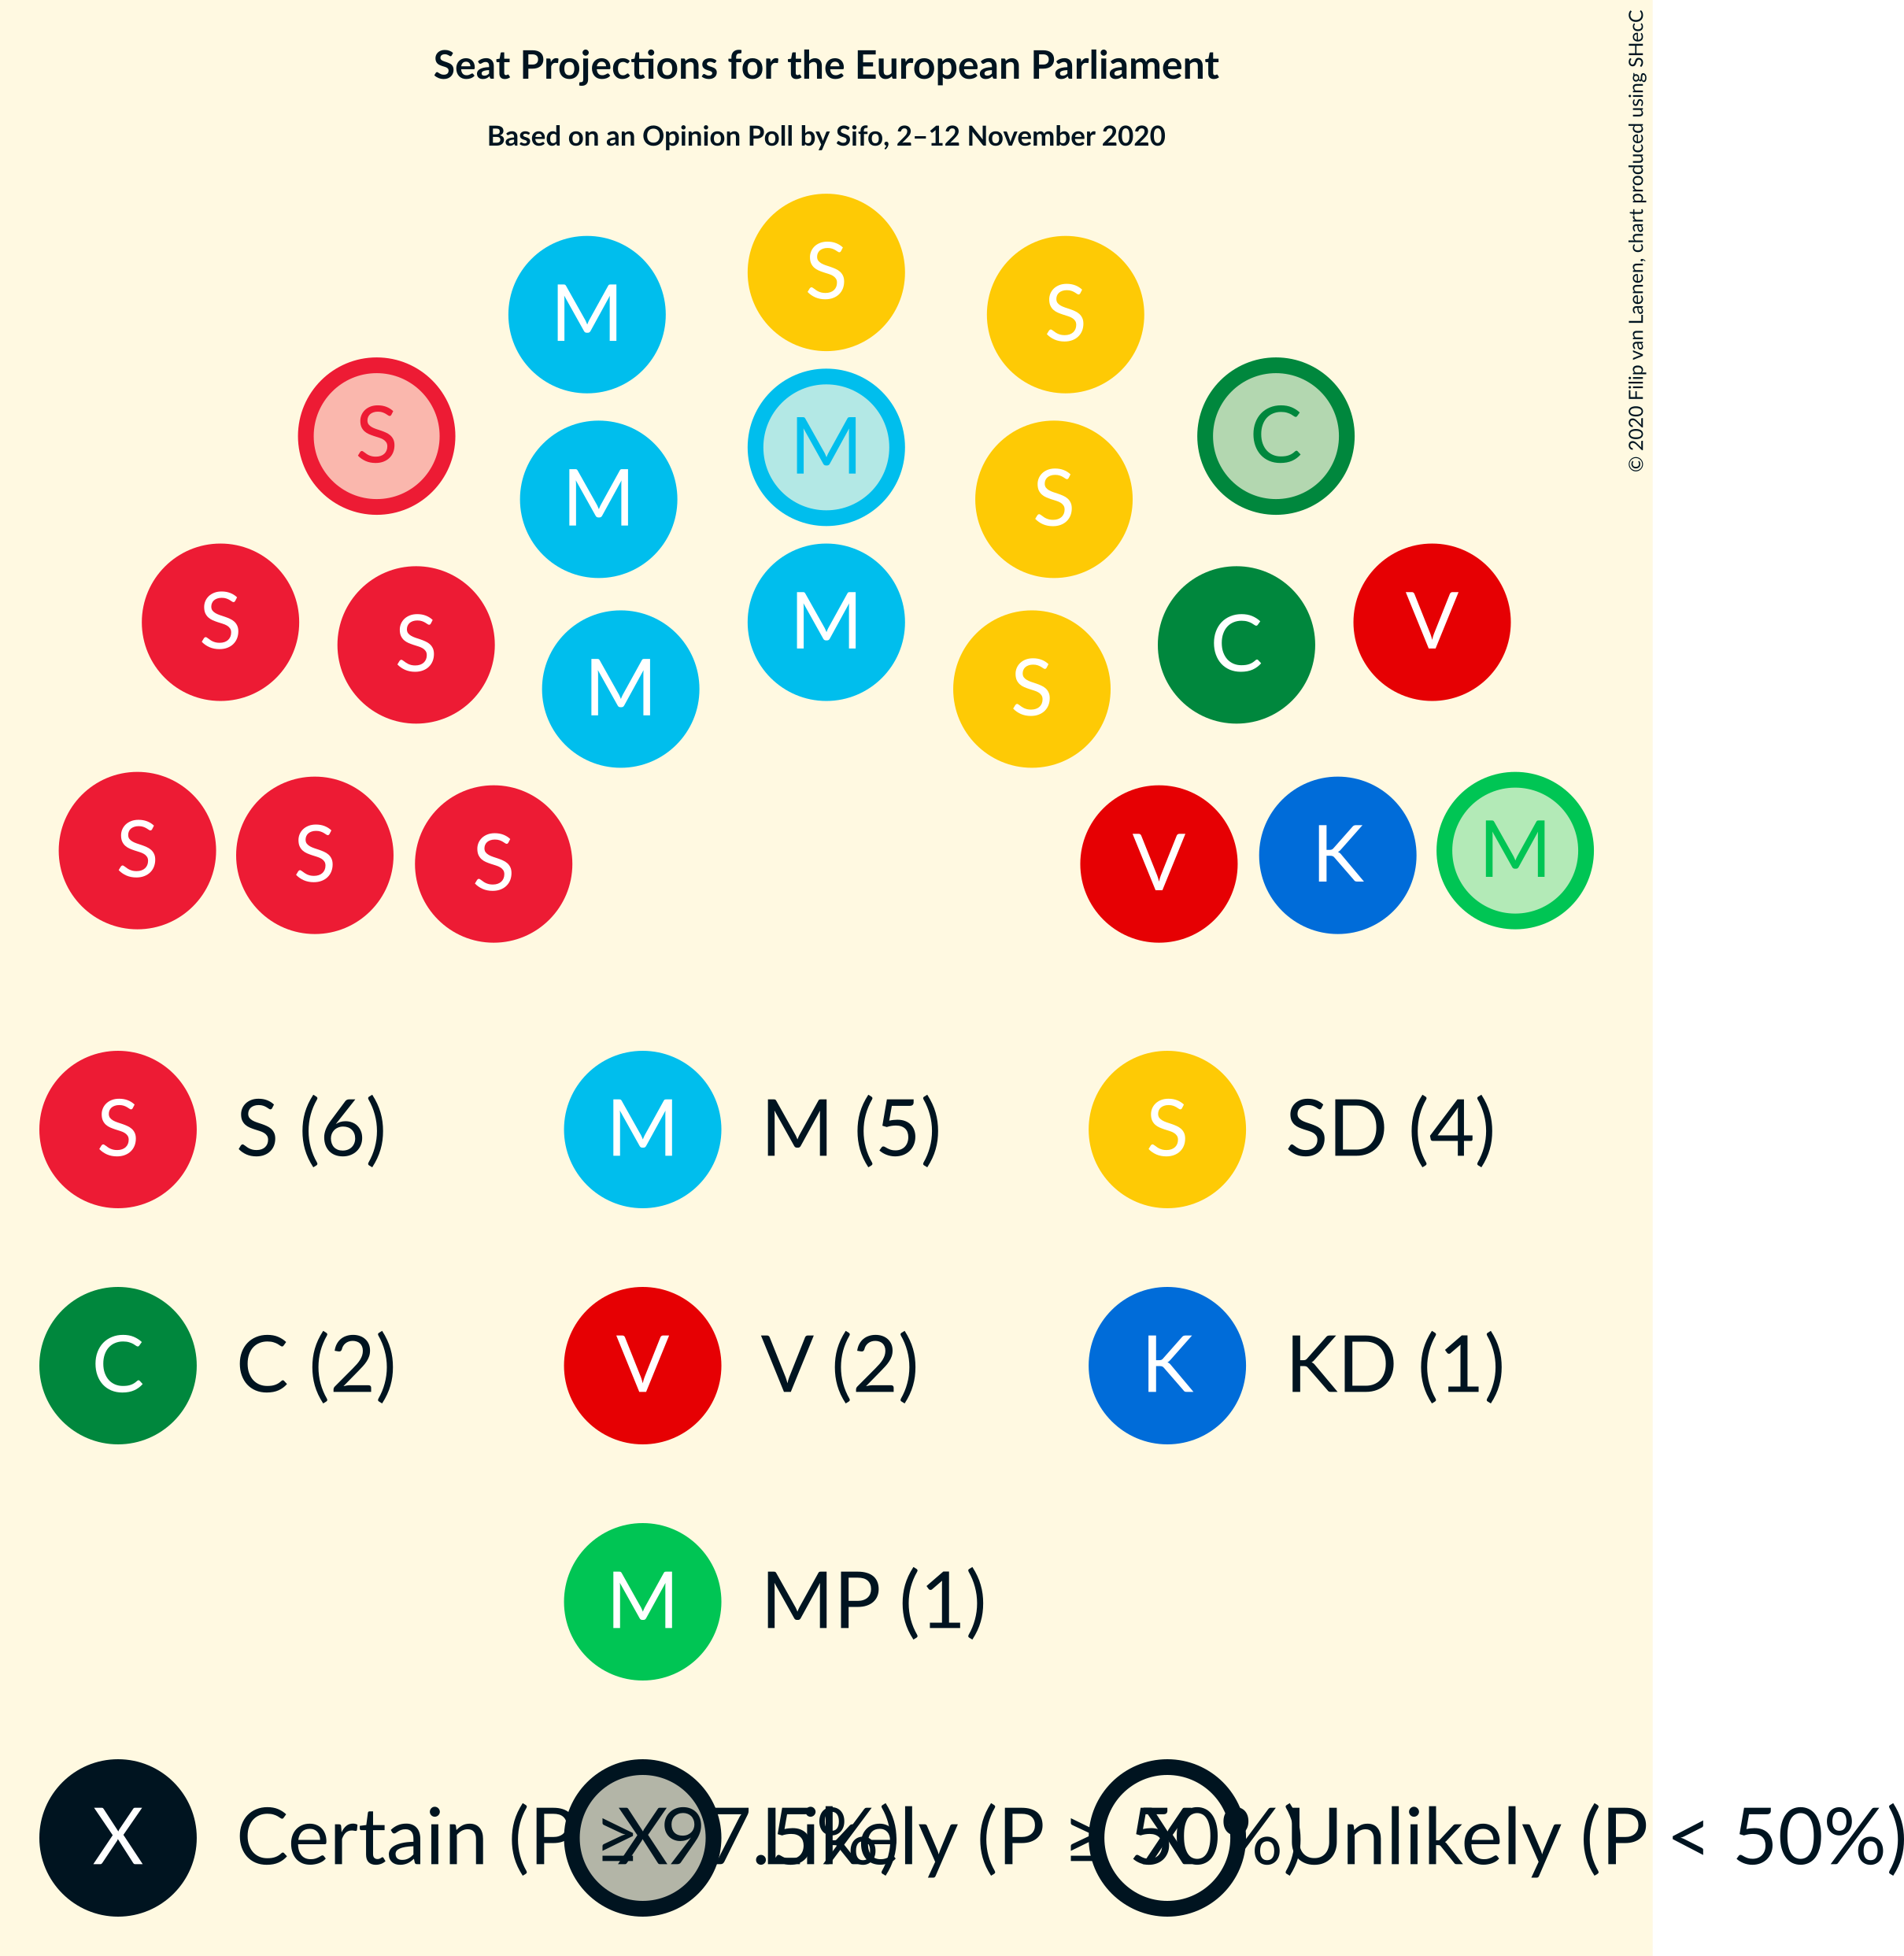 Seat Projections for the European Parliament
Based on an Opinion Poll by Sifo, 2–12 November 2020
© 2020 Filip van Laenen, chart produced using SHecC
S
M S
M S
S M C
M S
S M V
S C
M S
S K M
S V
S
S S (6) M M (5) S SD (4)
C C (2) V V (2) K KD (1)
M MP (1)
X Certain (P ≥ 97.5%) X Likely (P ≥ 50%) X Unlikely (P < 50%)